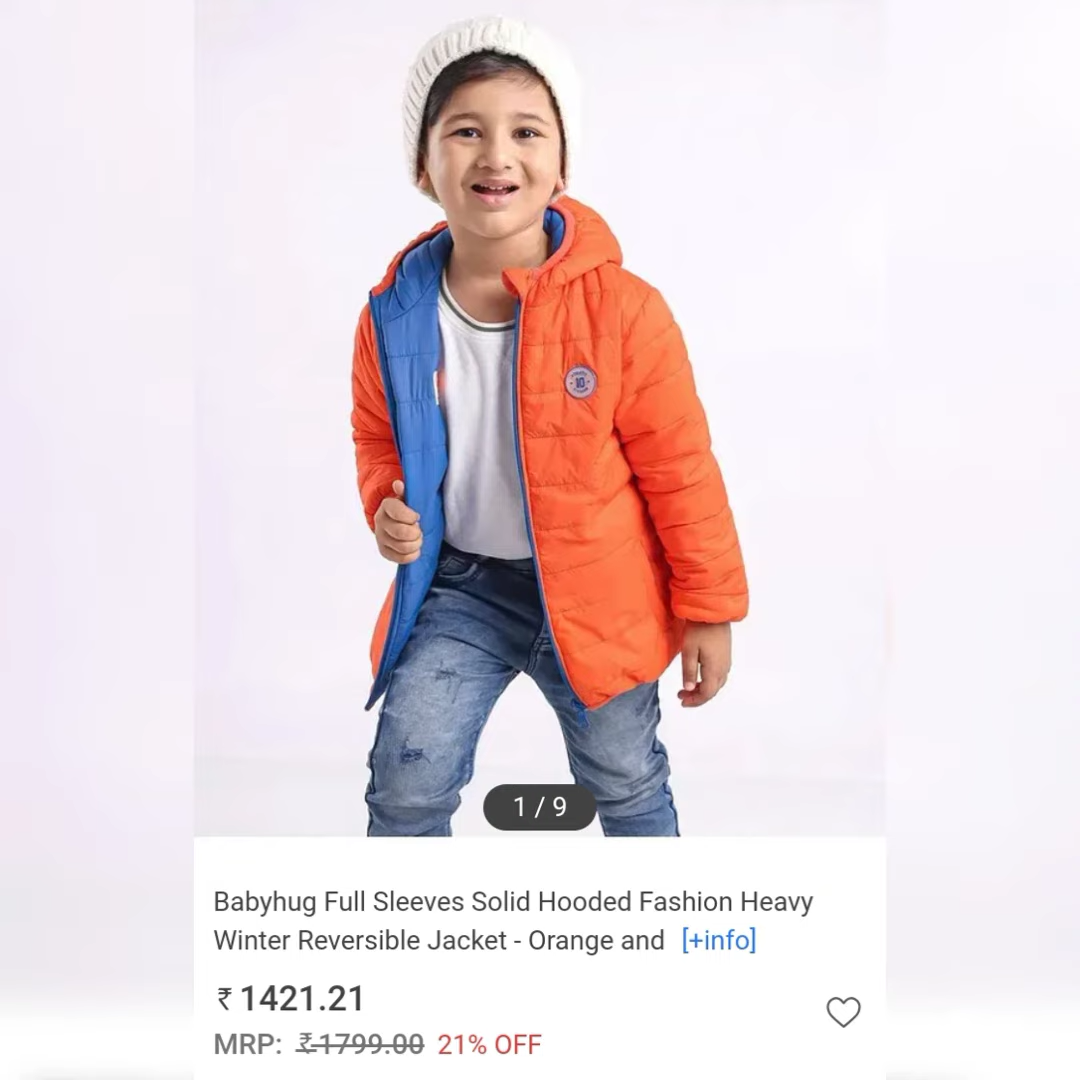 10
1 / 9
Babyhug Full Sleeves Solid Hooded Fashion Heavy
Winter Reversible Jacket - Orange and [+info]
₹1421.21
MRP: ₹1799.00 21% OFF